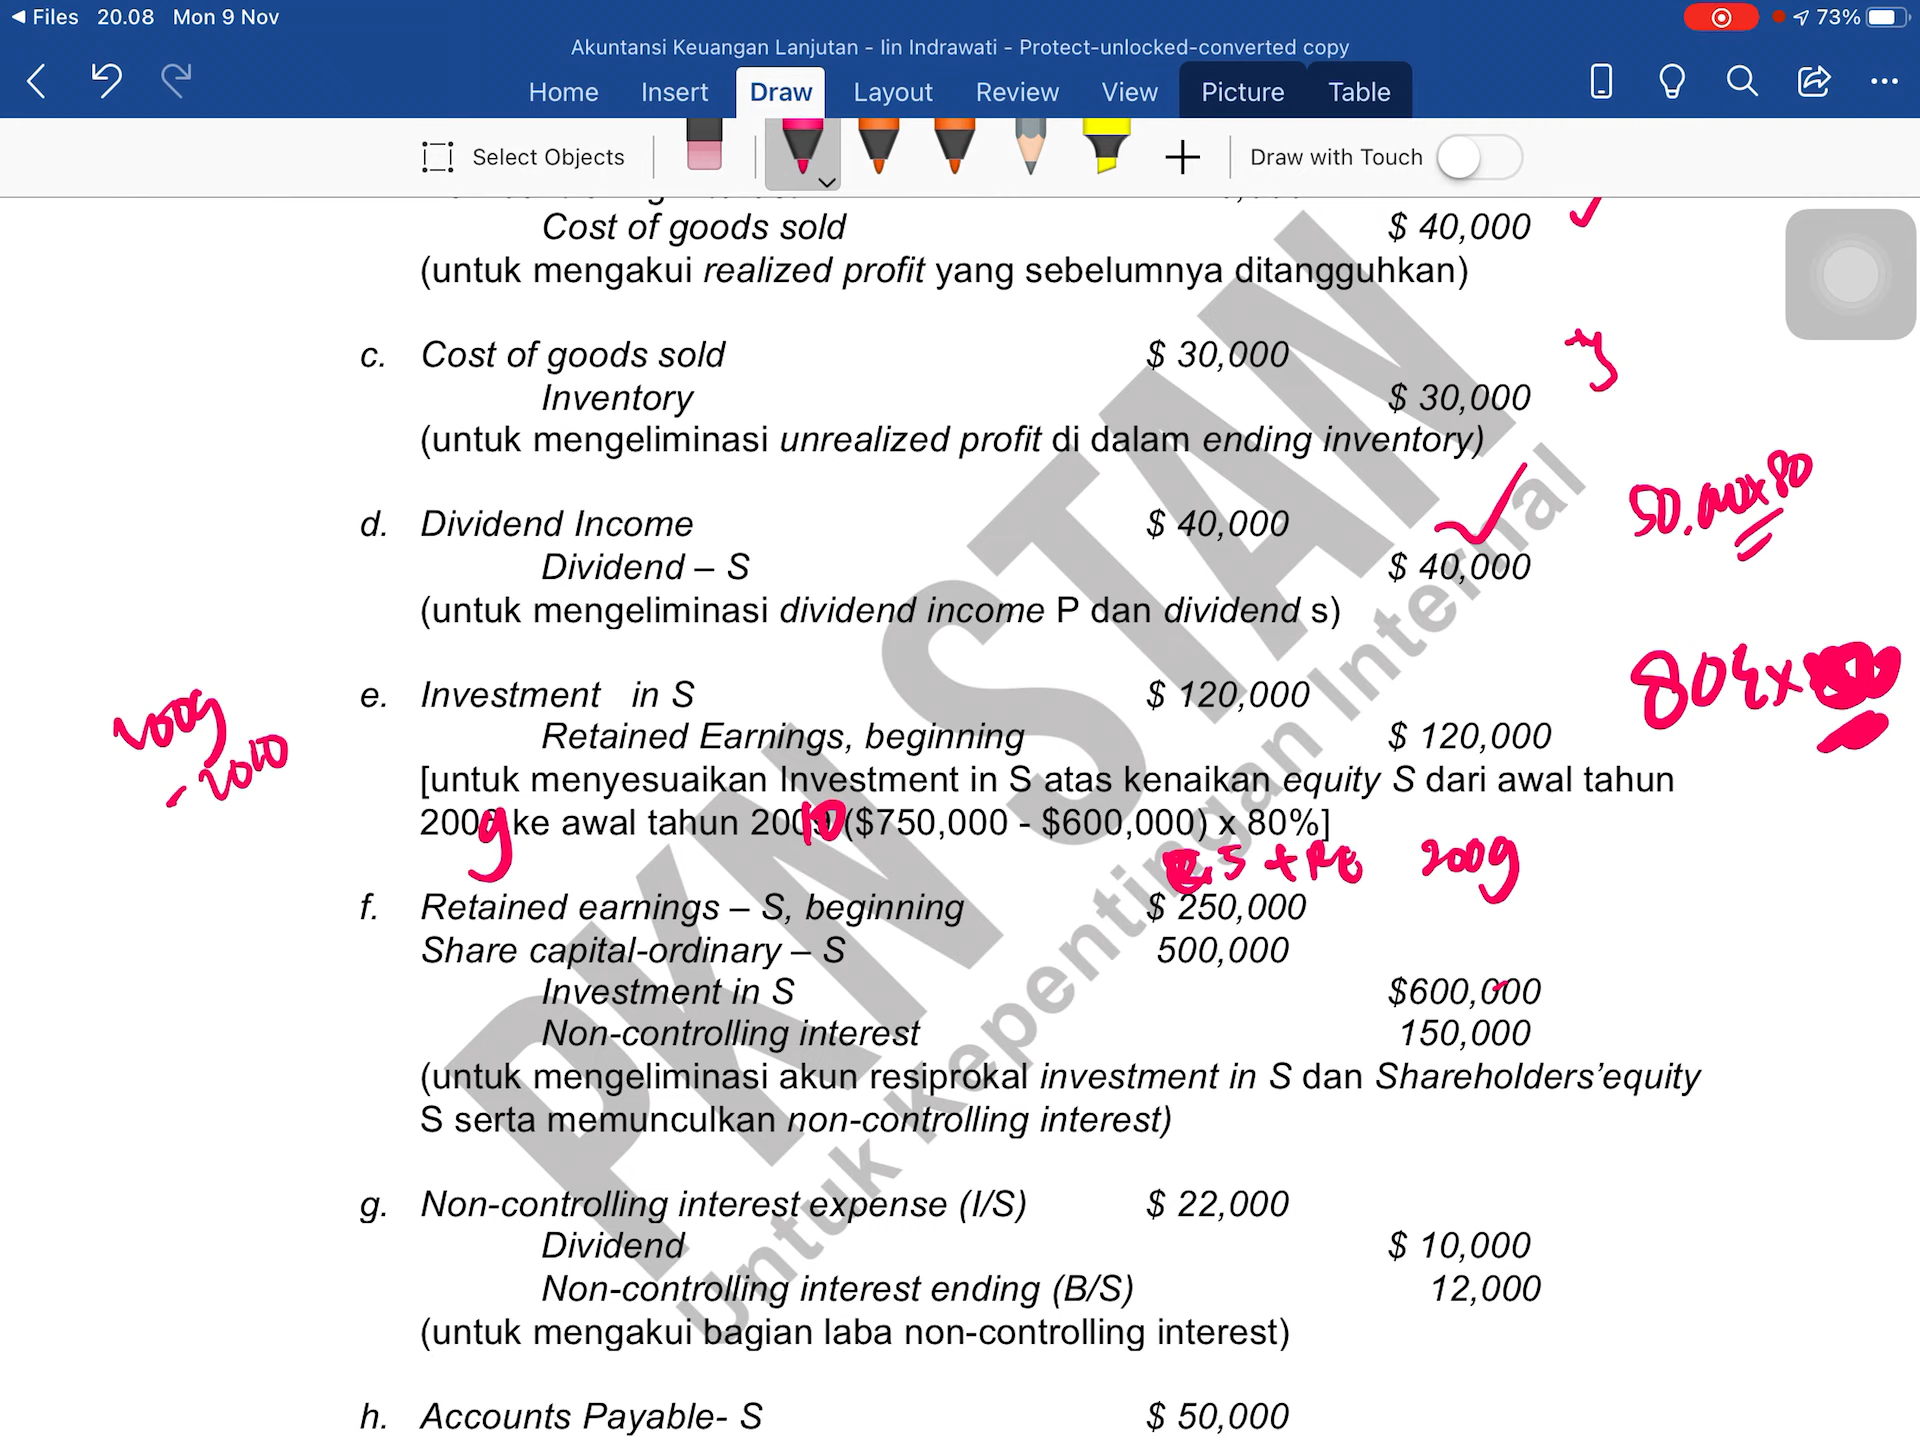 Files 20.08 Mon 9 Nov 73%
Akuntansi Keuangan Lanjutan - Iin Indrawati - Protect-unlocked-converted copy
Home Insert Draw Layout Review View Picture Table
Select Objects Draw with Touch
Cost of goods sold $ 40,000
(untuk mengakui realized profit yang sebelumnya ditangguhkan)
c. Cost of goods sold $ 30,000
Inventory $ 30,000
(untuk mengeliminasi unrealized profit di dalam ending inventory)
50.000x80
d. Dividend Income $ 40,000
Dividend – S $ 40,000
(untuk mengeliminasi dividend income P dan dividend s)
80%x
e. Investment in S $ 120,000
2009
Retained Earnings, beginning $ 120,000
- 2010
[untuk menyesuaikan Investment in S atas kenaikan equity S dari awal tahun
2009 ke awal tahun 2010 ($750,000 - $600,000) x 80%]
S + RE 2009
f. Retained earnings – S, beginning $ 250,000
Share capital-ordinary – S 500,000
Investment in S $600,000
Non-controlling interest 150,000
(untuk mengeliminasi akun resiprokal investment in S dan Shareholders’equity
S serta memunculkan non-controlling interest)
g. Non-controlling interest expense (I/S) $ 22,000
Dividend $ 10,000
Non-controlling interest ending (B/S) 12,000
(untuk mengakui bagian laba non-controlling interest)
h. Accounts Payable- S $ 50,000
PKN STAN
Untuk Kepentingan Internal